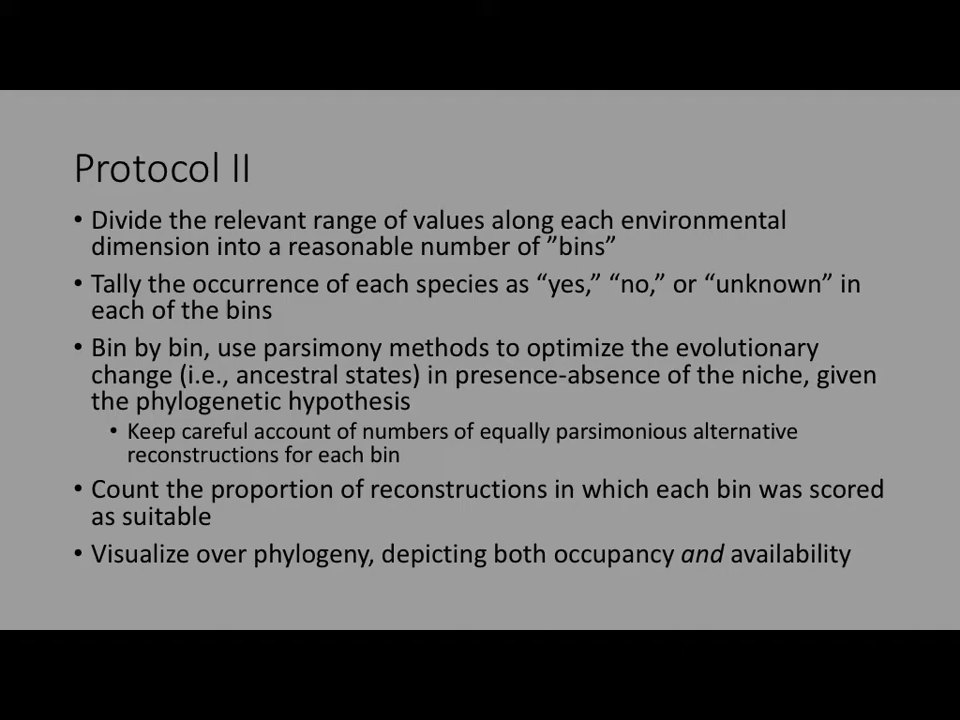 Protocol II
• Divide the relevant range of values along each environmental
dimension into a reasonable number of ”bins”
• Tally the occurrence of each species as “yes,” “no,” or “unknown” in
each of the bins
• Bin by bin, use parsimony methods to optimize the evolutionary
change (i.e., ancestral states) in presence-absence of the niche, given
the phylogenetic hypothesis
• Keep careful account of numbers of equally parsimonious alternative
reconstructions for each bin
• Count the proportion of reconstructions in which each bin was scored
as suitable
• Visualize over phylogeny, depicting both occupancy and availability